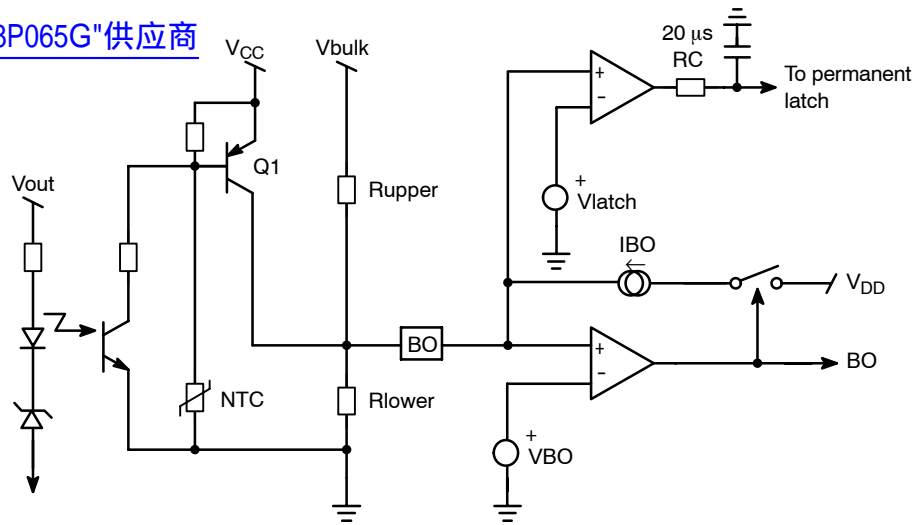 3P065G"供应商
VCC
Vbulk
20 μs
RC
To permanent
latch
+
−
Q1
Vout
Rupper
+
Vlatch
IBO
←
VDD
BO
+
−
BO
NTC
Rlower
+
VBO